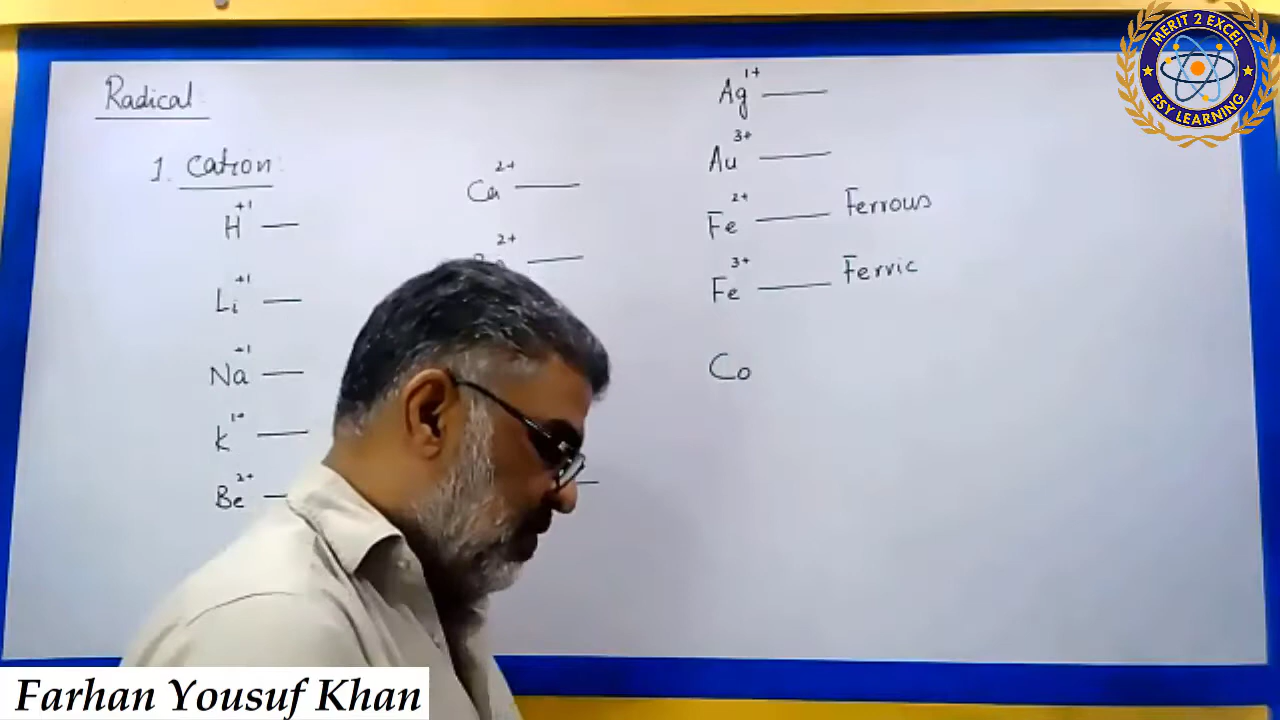 Radical
1. Cation:
H+1 —
Li+1 —
Na+1 —
K1+ —
Be2+ —
Ca2+ —
2+ —
Ag1+ —
Au3+ —
Fe2+ — Ferrous
Fe3+ — Ferric
Co
MERIT 2 EXCEL
ESY LEARNING
Farhan Yousuf Khan